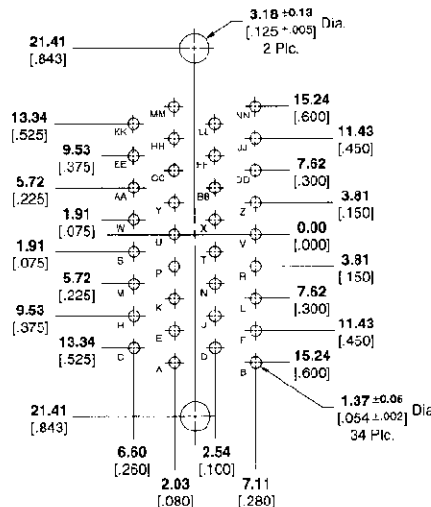 3.18 ±0.13 Dia.
[.125 ±.005]
2 Plc.
21.41
[.843]
MM
NN
15.24
[.600]
13.34
[.525]
KK
LL
HH
JJ
11.43
[.450]
9.53
[.375]
EE
FF
CC
DD
7.62
[.300]
5.72
[.225]
AA
BB
Y
Z
3.81
[.150]
1.91
[.075]
W
X
U
V
0.00
[.000]
1.91
[.075]
S
T
P
R
3.81
[.150]
5.72
[.225]
M
N
K
L
7.62
[.300]
9.53
[.375]
H
J
E
F
11.43
[.450]
13.34
[.525]
C
D
A
B
15.24
[.600]
21.41
[.843]
1.37 ±0.05
[.054 ±.002]
34 Plc.
6.60
[.260]
2.54
[.100]
2.03
[.080]
7.11
[.280]